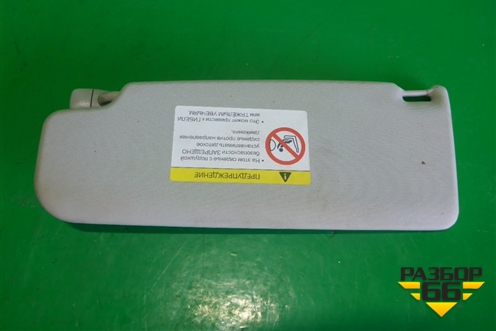 ПРЕДУПРЕЖДЕНИЕ
• На этом сиденье с подушкой
безопасности ЗАПРЕЩЕНО
устанавливать детское
сиденье против направления
движения.
• Это может привести к ГИБЕЛИ
или ТЯЖЕЛЫМ УВЕЧЬЯМ
РАЗБОР
66